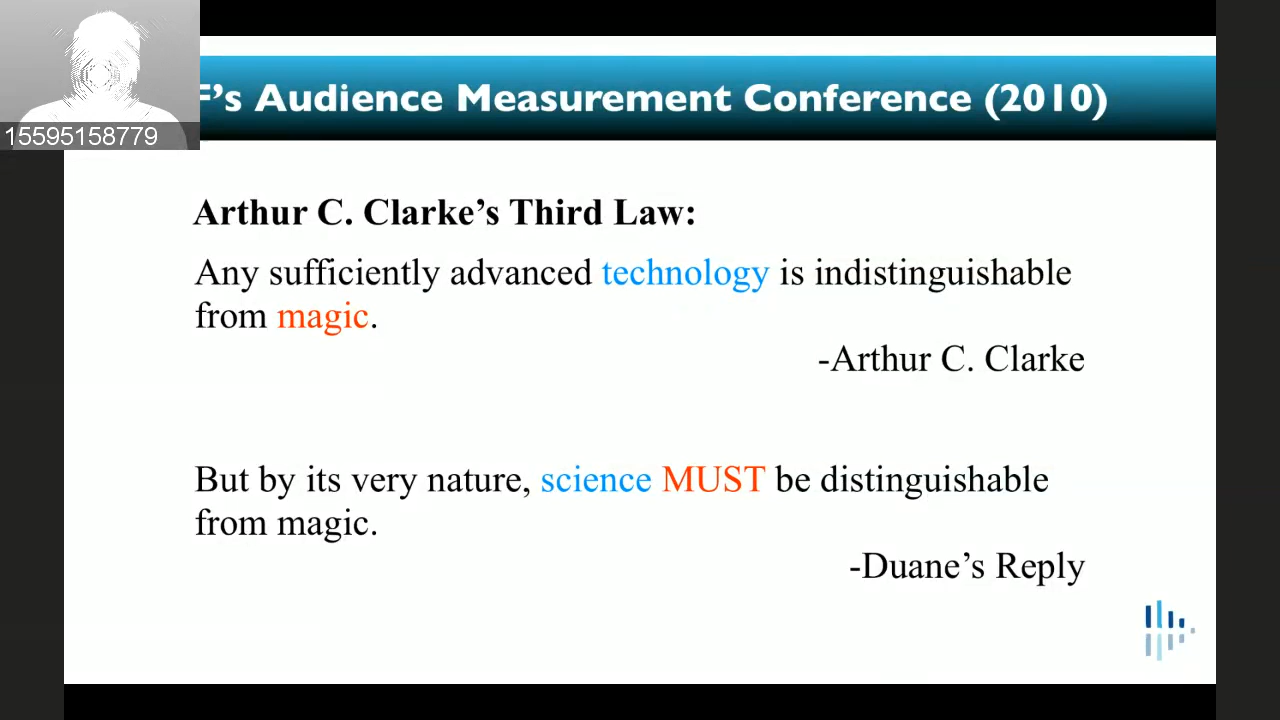 F's Audience Measurement Conference (2010)
15595158779
Arthur C. Clarke’s Third Law:
Any sufficiently advanced technology is indistinguishable
from magic.
-Arthur C. Clarke
But by its very nature, science MUST be distinguishable
from magic.
-Duane’s Reply